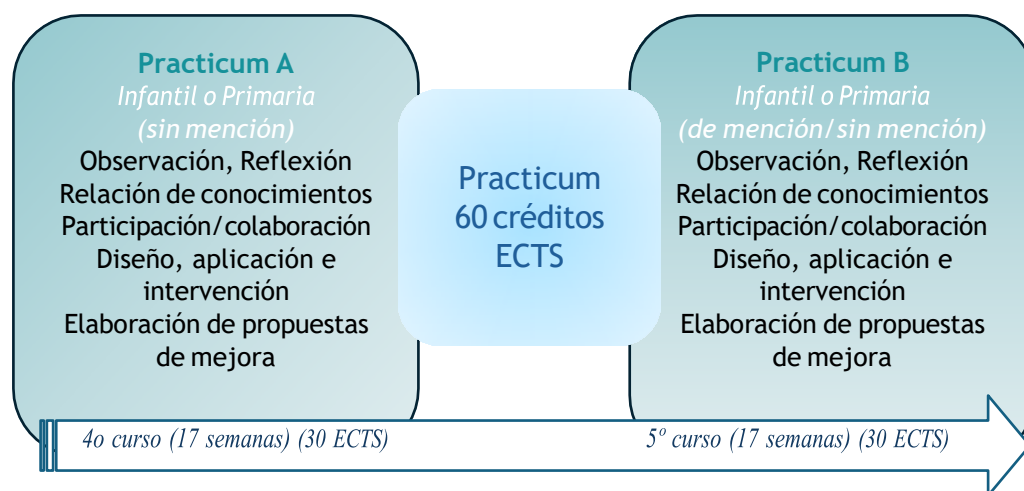 Practicum A
Infantil o Primaria
(sin mención)
Observación, Reflexión
Relación de conocimientos
Participación/colaboración
Diseño, aplicación e
intervención
Elaboración de propuestas
de mejora
Practicum
60 créditos
ECTS
Practicum B
Infantil o Primaria
(de mención/sin mención)
Observación, Reflexión
Relación de conocimientos
Participación/colaboración
Diseño, aplicación e
intervención
Elaboración de propuestas
de mejora
4o curso (17 semanas) (30 ECTS)
5º curso (17 semanas) (30 ECTS)